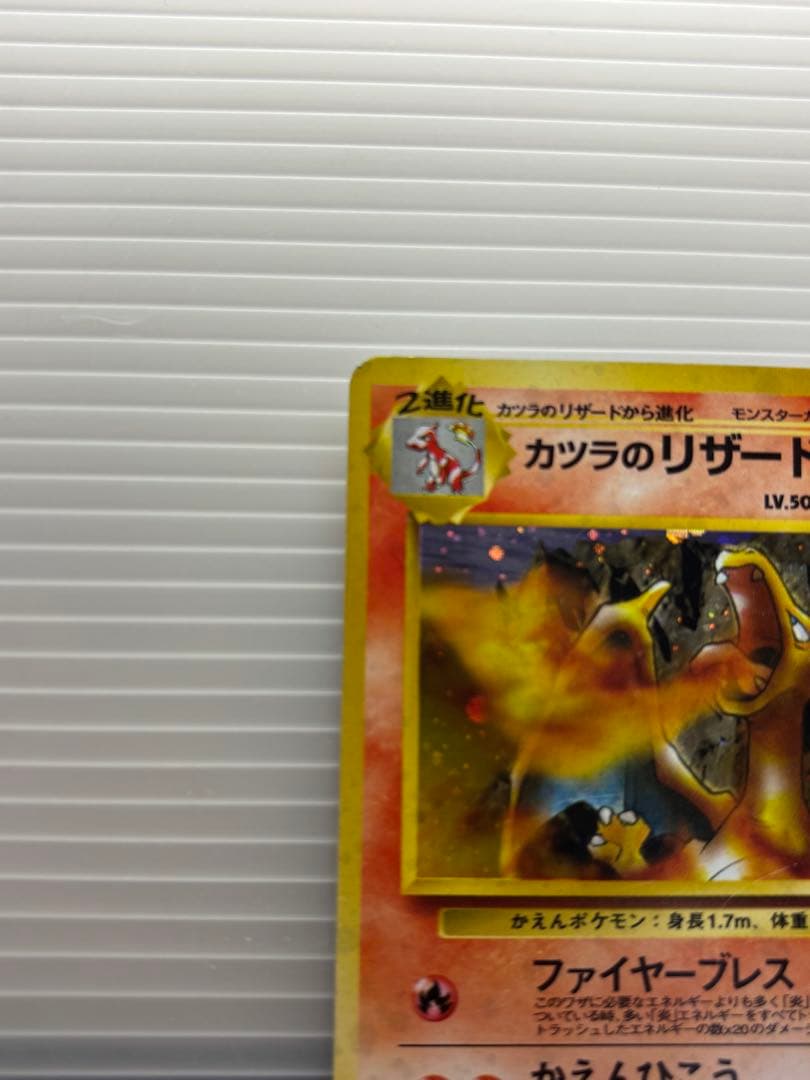 2進化
カツラのリザードから進化 モンスター
カツラのリザード
LV.50
かえんポケモン：身長1.7m、体重
ファイヤーブレス
このワザに必要なエネルギーよりも多く「炎」
ついている時、多い「炎」エネルギーをすべてト
トラッシュしたエネルギーの数x20のダメー
かえんひこう